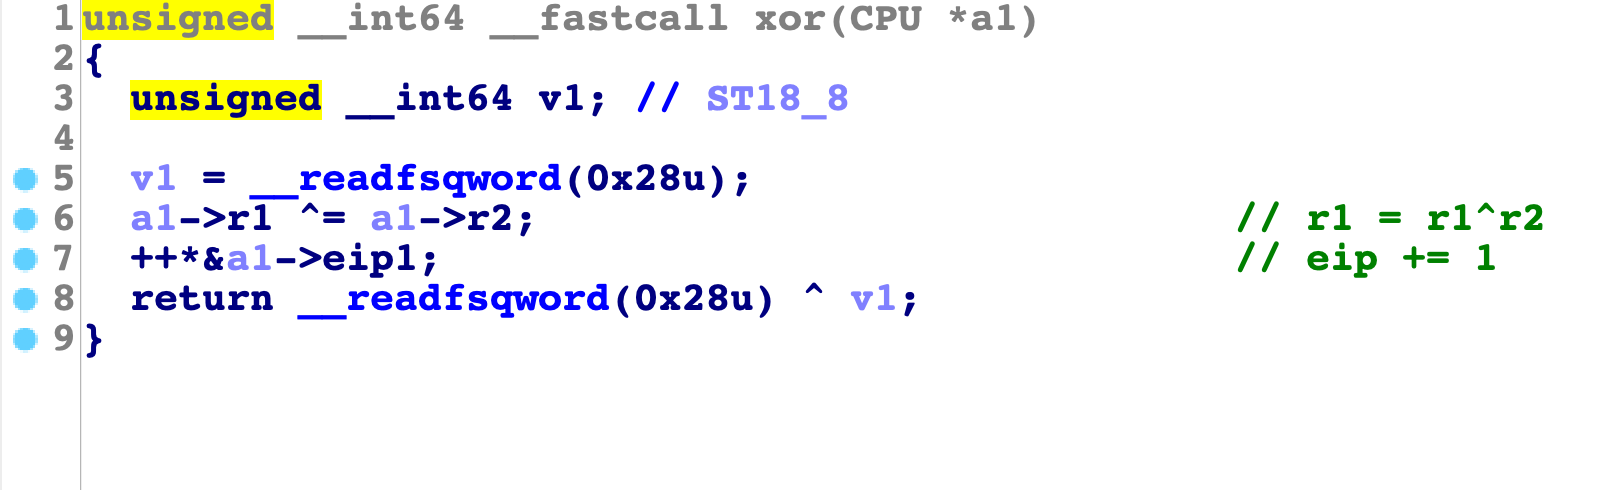 1 unsigned __int64 __fastcall xor(CPU *a1)
2 {
3 unsigned __int64 v1; // ST18_8
4
5 v1 = __readfsqword(0x28u);
6 a1->r1 ^= a1->r2; // r1 = r1^r2
7 ++*&a1->eip1; // eip += 1
8 return __readfsqword(0x28u) ^ v1;
9 }